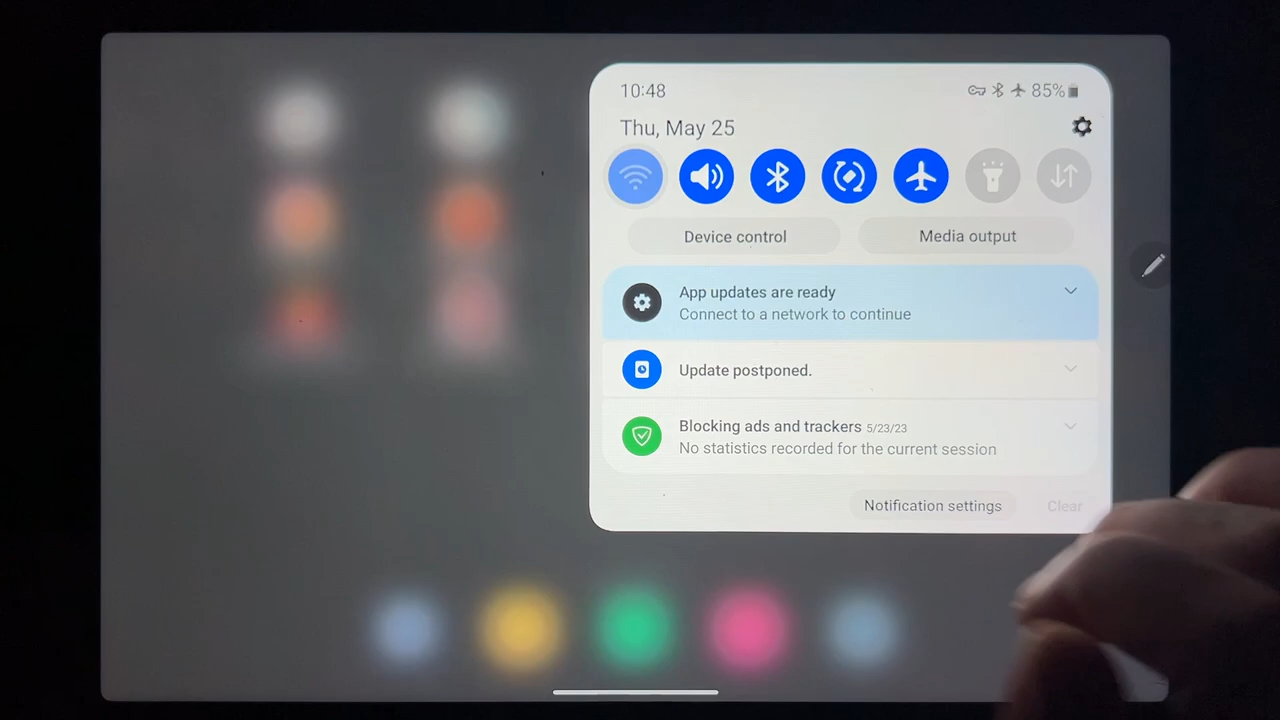 10:48
85%
Thu, May 25
Device control
Media output
App updates are ready
Connect to a network to continue
Update postponed.
Blocking ads and trackers 5/23/23
No statistics recorded for the current session
Notification settings
Clear